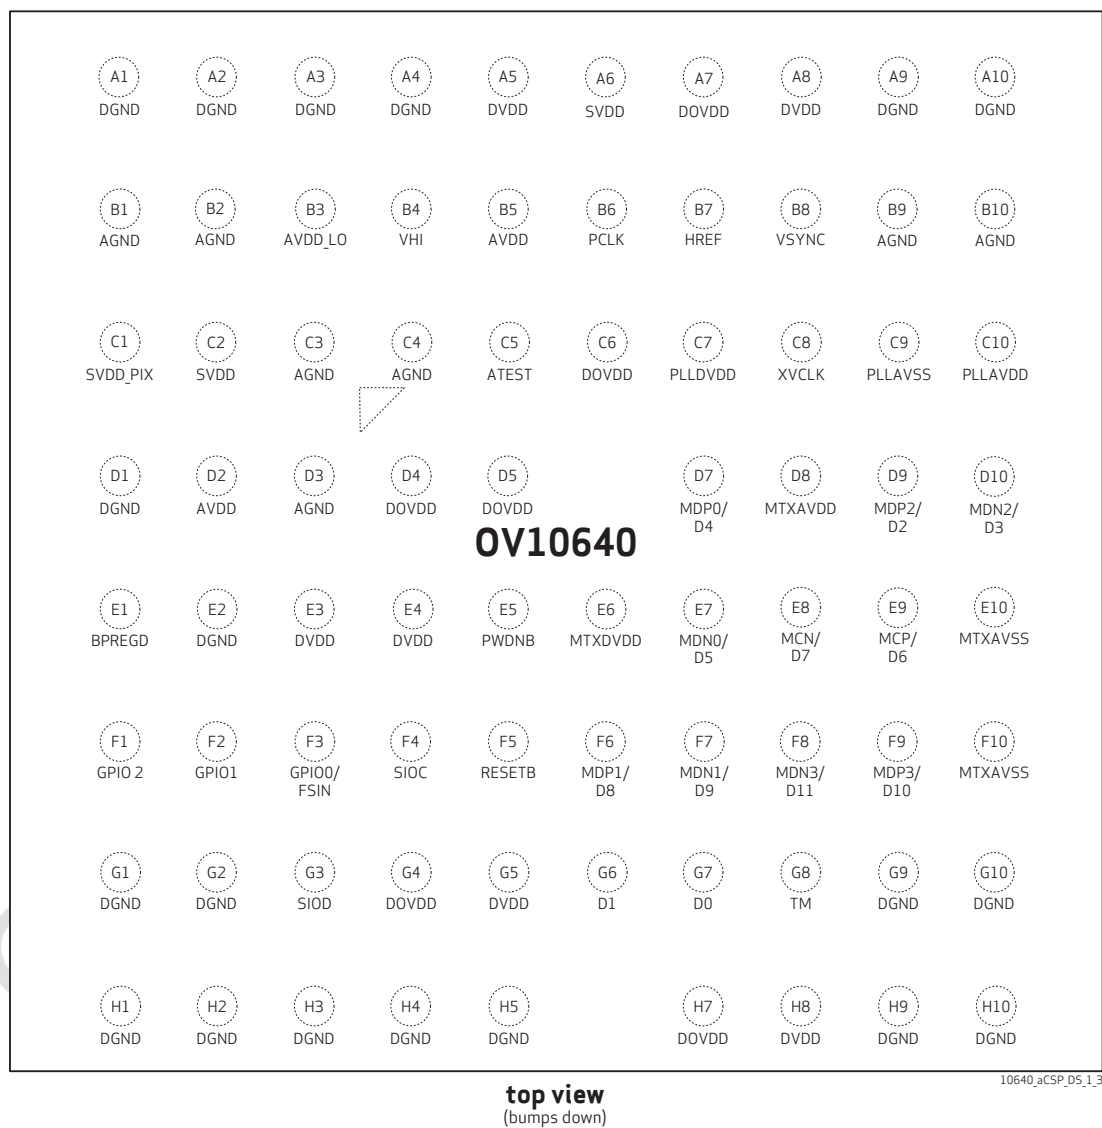 A1 A2 A3 A4 A5 A6 A7 A8 A9 A10
DGND DGND DGND DGND DVDD SVDD DOVDD DVDD DGND DGND
B1 B2 B3 B4 B5 B6 B7 B8 B9 B10
AGND AGND AVDD_LO VHI AVDD PCLK HREF VSYNC AGND AGND
C1 C2 C3 C4 C5 C6 C7 C8 C9 C10
SVDD_PIX SVDD AGND AGND ATEST DOVDD PLLDVDD XVCLK PLLAVSS PLLAVDD
D1 D2 D3 D4 D5 D7 D8 D9 D10
DGND AVDD AGND DOVDD DOVDD MDP0/ MTXAVDD MDP2/ MDN2/
D4 D2 D3
OV10640
E1 E2 E3 E4 E5 E6 E7 E8 E9 E10
BPREGD DGND DVDD DVDD PWDNB MTXDVDD MDN0/ MCN/ MCP/ MTXAVSS
D5 D7 D6
F1 F2 F3 F4 F5 F6 F7 F8 F9 F10
GPIO 2 GPIO1 GPIO0/ SIOC RESETB MDP1/ MDN1/ MDN3/ MDP3/ MTXAVSS
FSIN D8 D9 D11 D10
G1 G2 G3 G4 G5 G6 G7 G8 G9 G10
DGND DGND SIOD DOVDD DVDD D1 D0 TM DGND DGND
H1 H2 H3 H4 H5 H7 H8 H9 H10
DGND DGND DGND DGND DGND DOVDD DVDD DGND DGND
10640_aCSP_DS_1_3
top view
(bumps down)